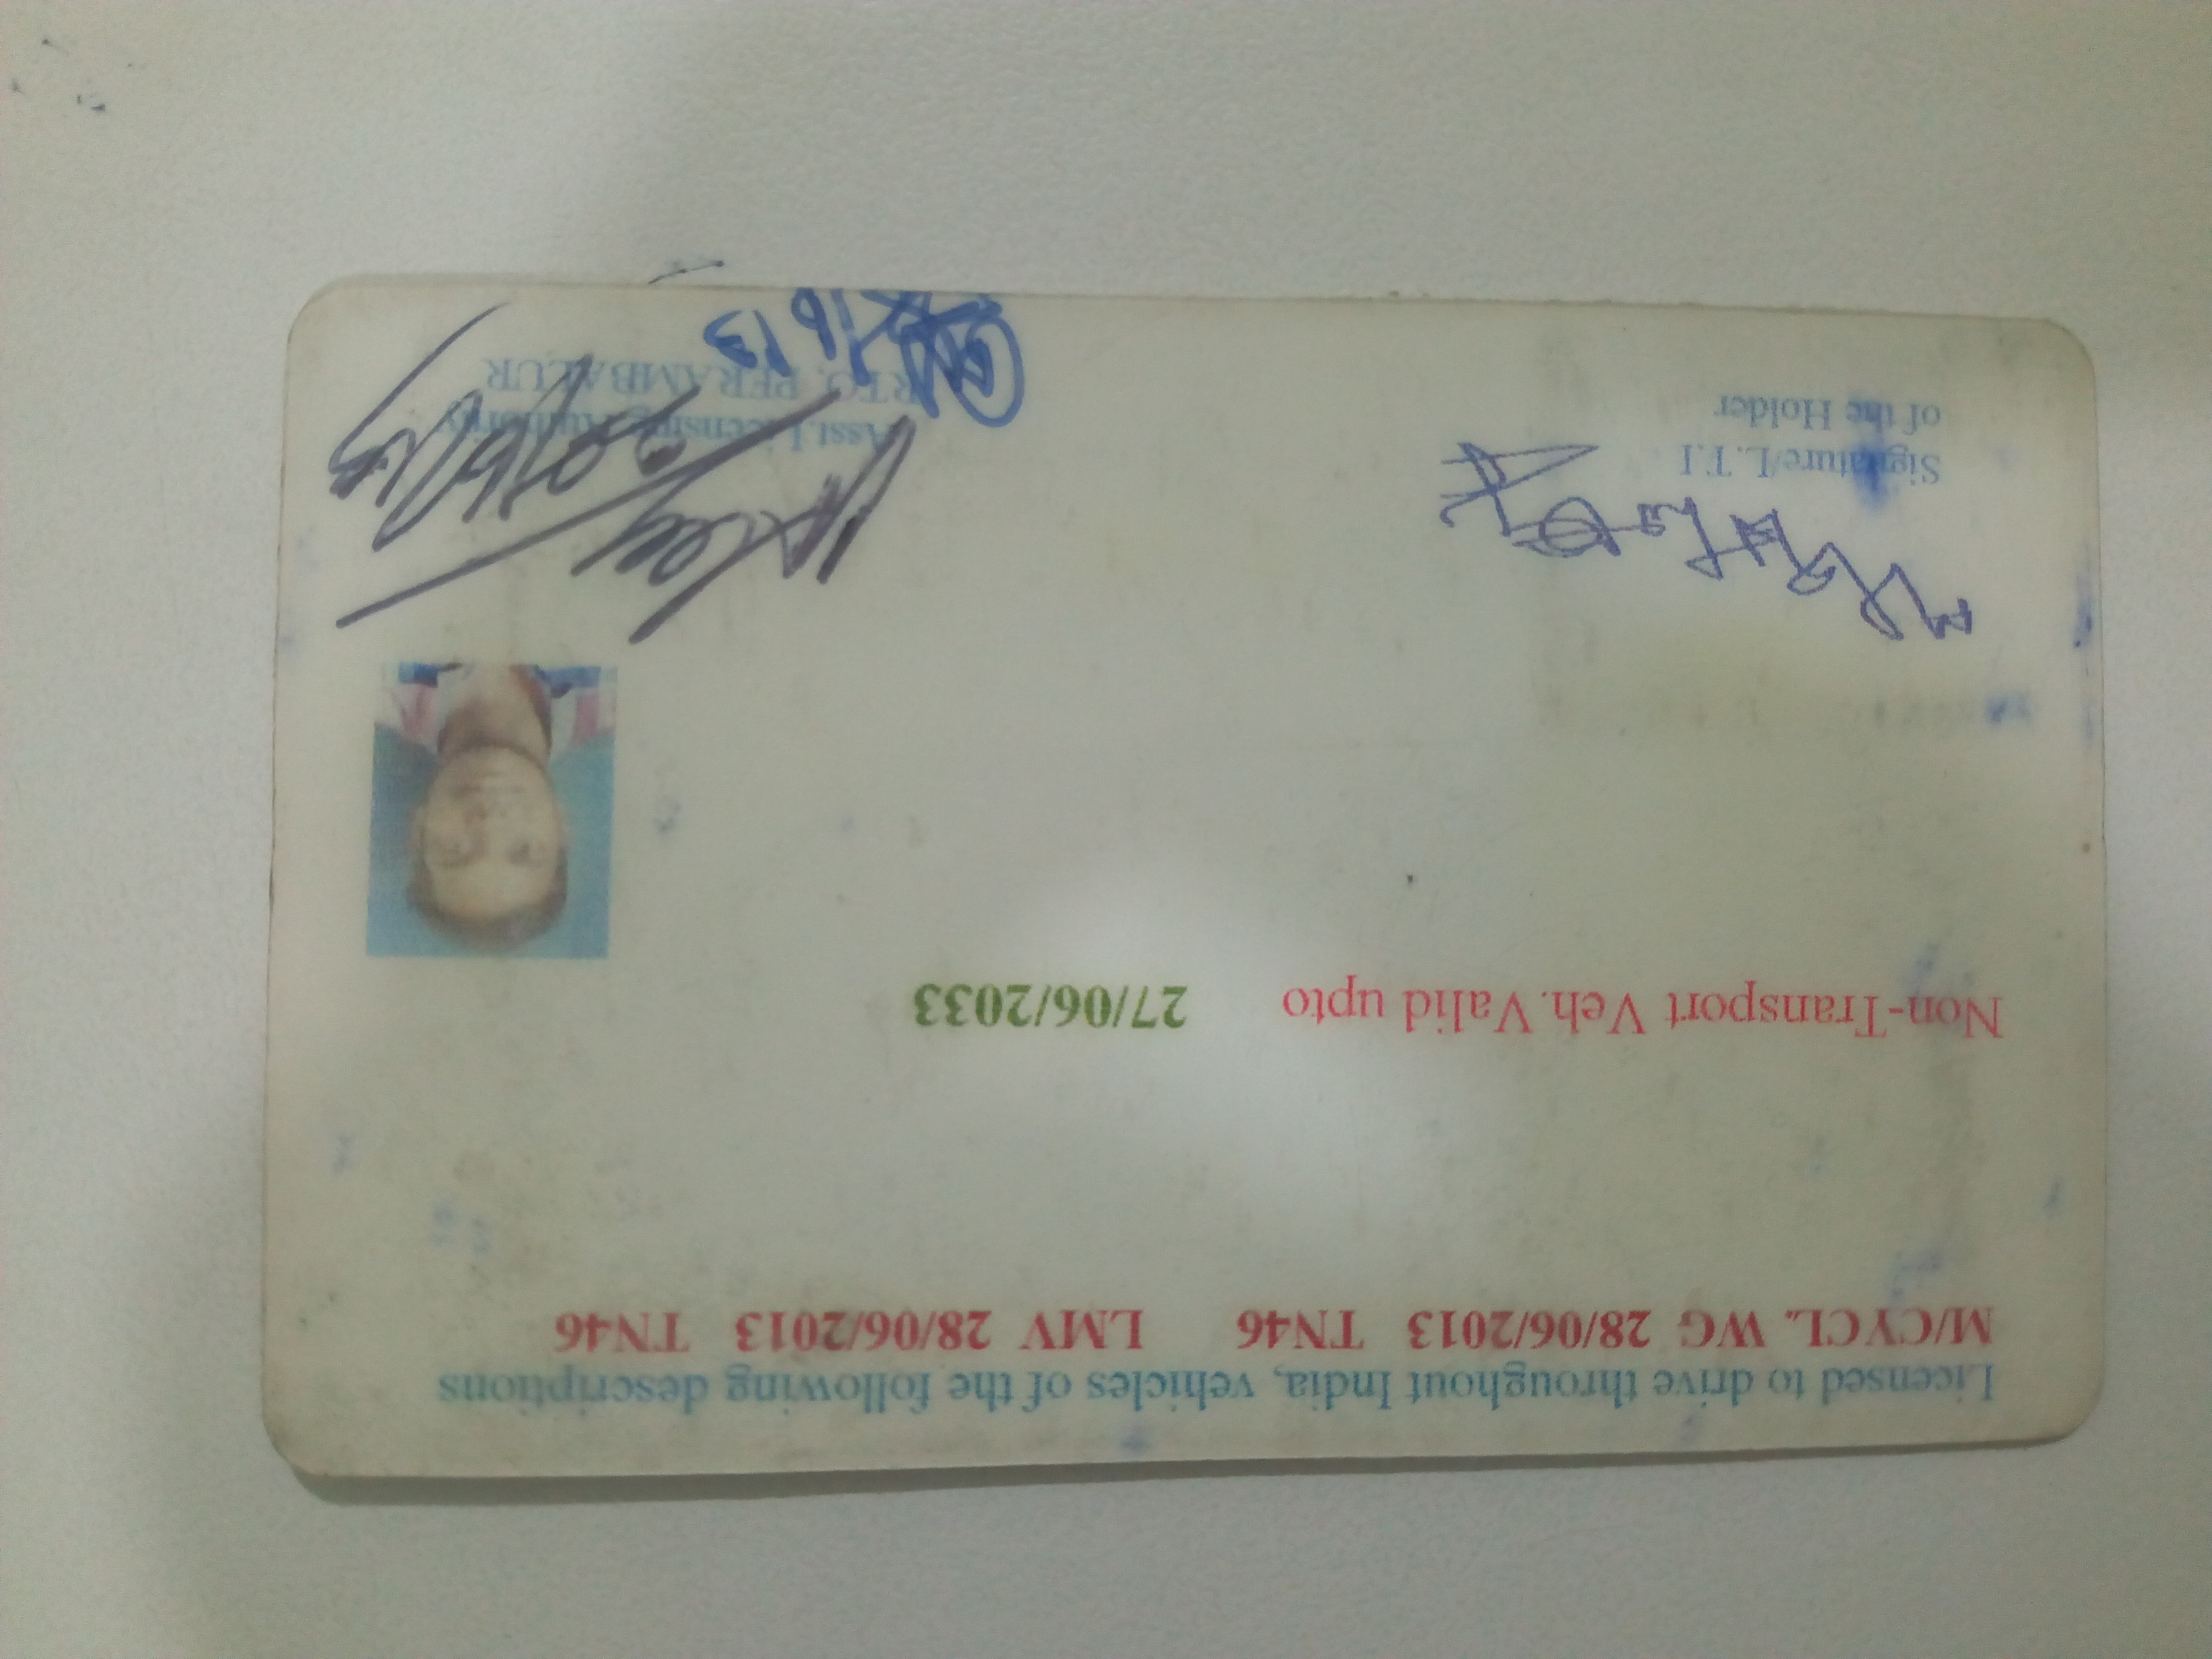 Licensed to drive throughout India, vehicles of the following descriptions
M/CYCL. WG 28/06/2013 TN46 LMV 28/06/2013 TN46
Non-Transport Veh. Valid upto 27/06/2033
Signature/L.T.I
of the Holder
Asst.Licensing Authority
RTO, PERAMBALUR